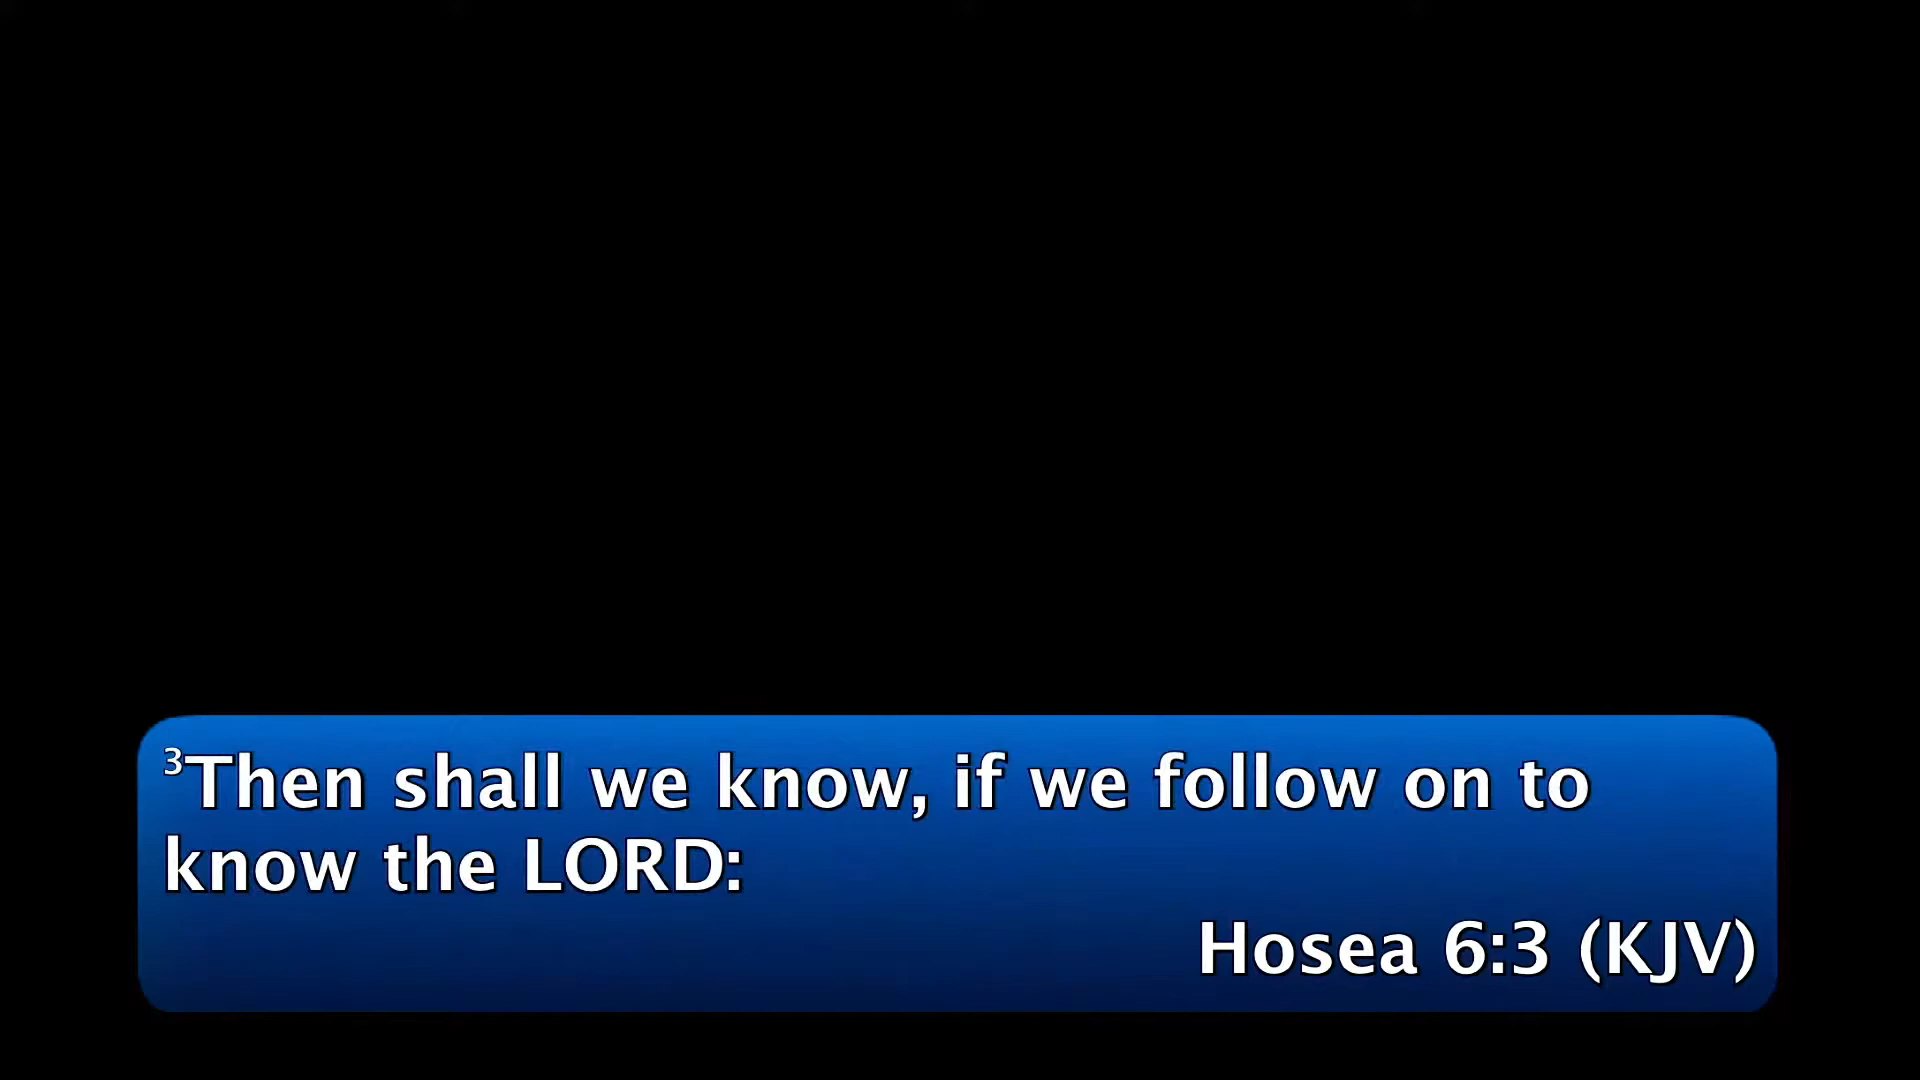 ³Then shall we know, if we follow on to
know the LORD:
Hosea 6:3 (KJV)